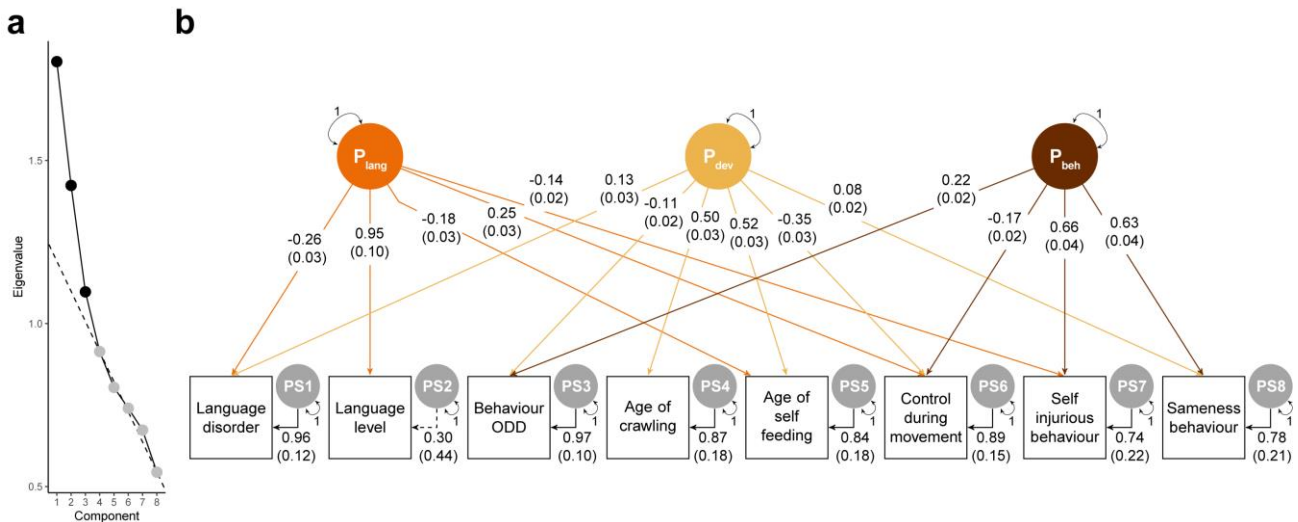 a
b
Eigenvalue
1.5
1.0
0.5
1 2 3 4 5 6 7 8
Component
1
1
1
P lang
P dev
P beh
-0.26
(0.03)
0.95
(0.10)
-0.18
(0.03)
0.25
(0.03)
-0.14
(0.02)
0.13
(0.03)
-0.11
(0.02)
0.50
(0.03)
0.52
(0.03)
-0.35
(0.03)
0.08
(0.02)
0.22
(0.02)
-0.17
(0.02)
0.66
(0.04)
0.63
(0.04)
Language
disorder
PS1
1
0.96
(0.12)
Language
level
PS2
1
0.30
(0.44)
Behaviour
ODD
PS3
1
0.97
(0.10)
Age of
crawling
PS4
1
0.87
(0.18)
Age of
self
feeding
PS5
1
0.84
(0.18)
Control
during
movement
PS6
1
0.89
(0.15)
Self
injurious
behaviour
PS7
1
0.74
(0.22)
Sameness
behaviour
PS8
1
0.78
(0.21)